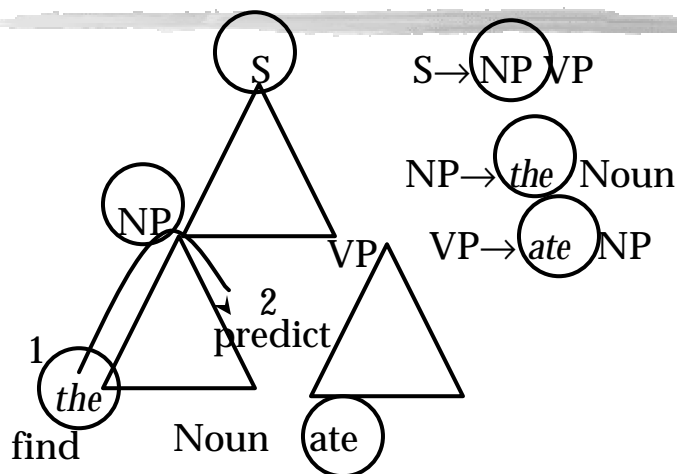 S
S→ NP VP
NP→ the Noun
NP
VP→ ate NP
VP
2
predict
1
the
find
Noun
ate